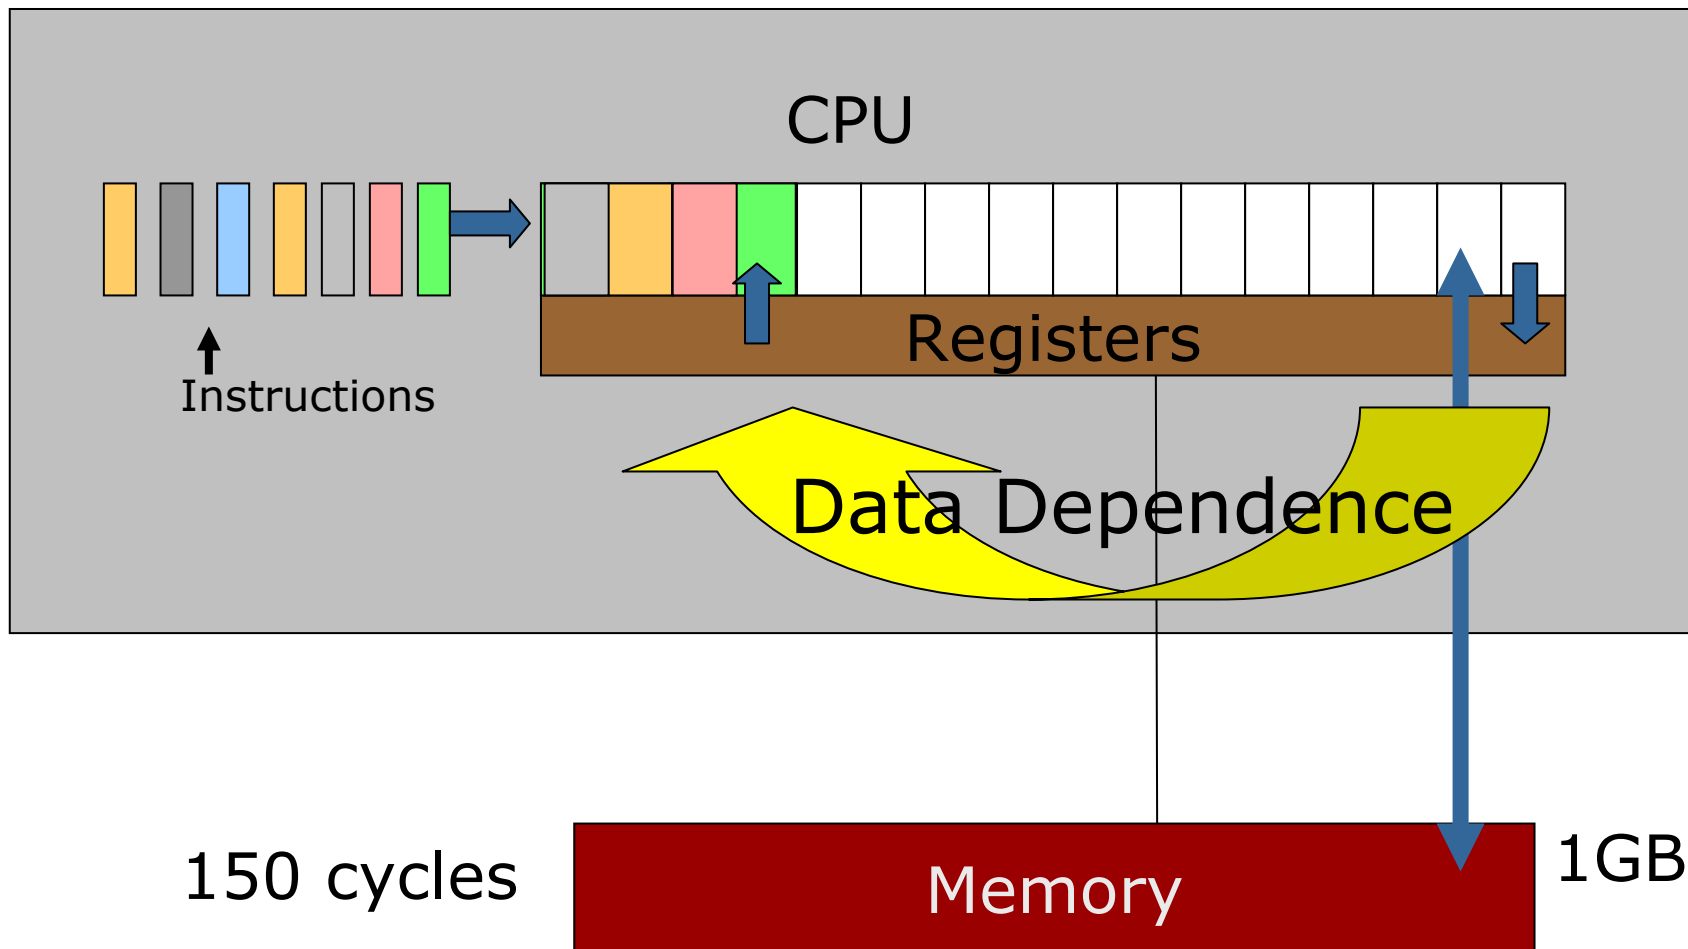 CPU
Instructions
Registers
Data Dependence
150 cycles
Memory
1GB